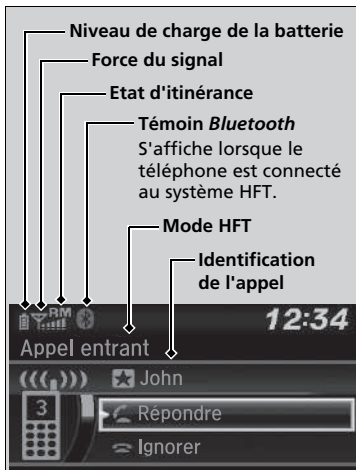 Niveau de charge de la batterie
Force du signal
Etat d'itinérance
Témoin Bluetooth
S'affiche lorsque le
téléphone est connecté
au système HFT.
Mode HFT
Identification
de l'appel
RM
12:34
Appel entrant
John
3
Répondre
Ignorer